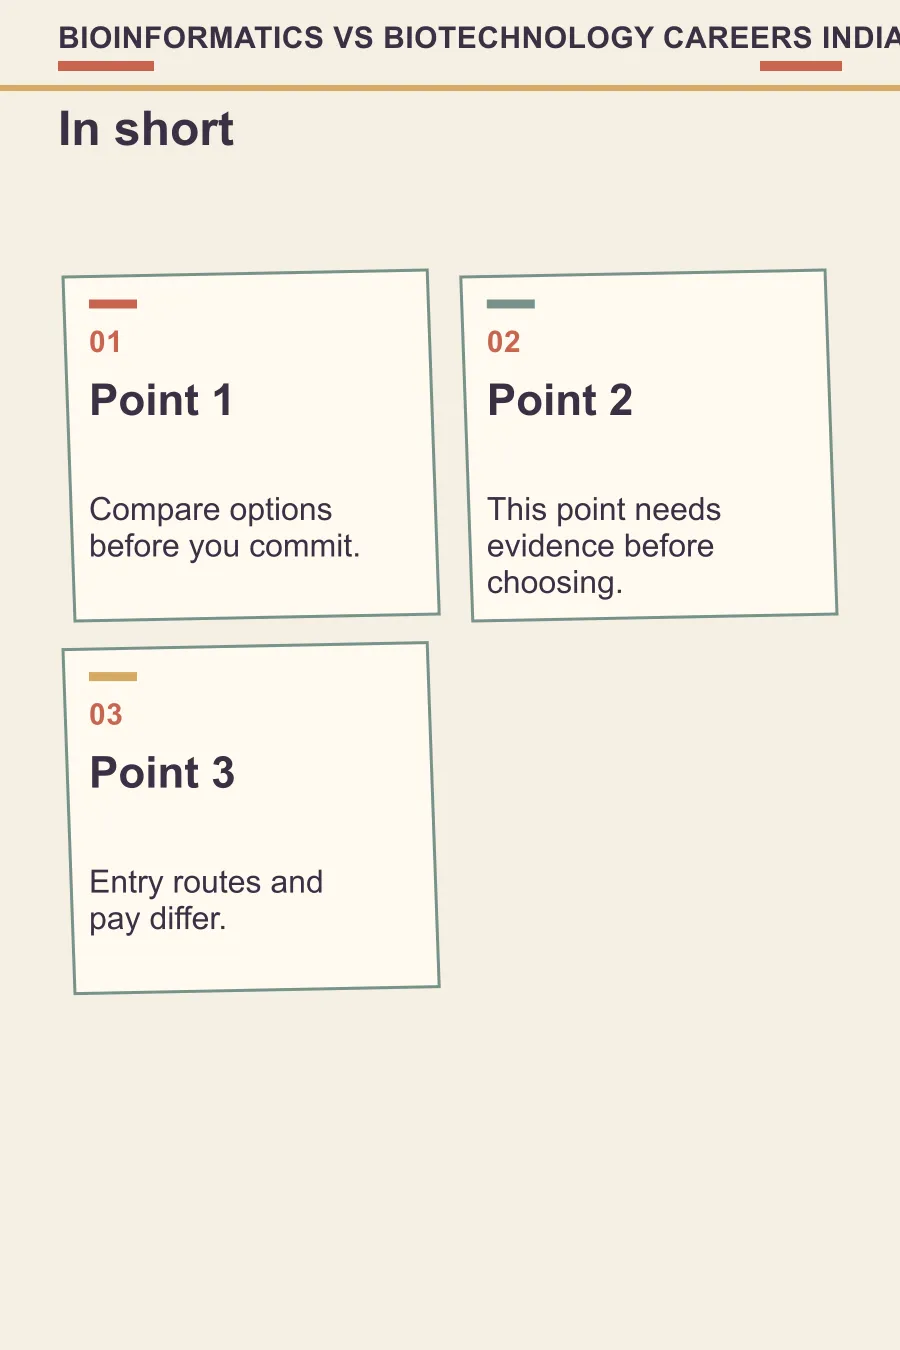 BIOINFORMATICS VS BIOTECHNOLOGY CAREERS INDIA
In short
01
Point 1
Compare options
before you commit.
02
Point 2
This point needs
evidence before
choosing.
03
Point 3
Entry routes and
pay differ.